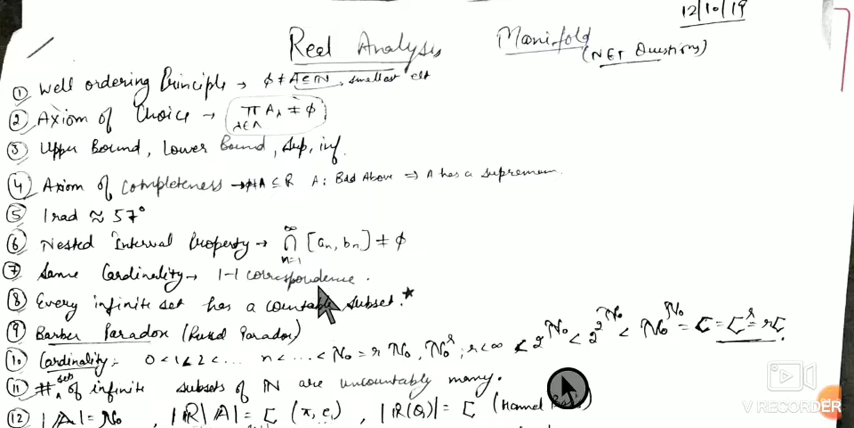 12/10/19
Real Analysis Manifold
(NET Questions)
① Well ordering Principle → ϕ ≠ A ⊆ ℕ, smallest elt
② Axiom of Choice → π A_λ ≠ ϕ
λ∈Λ
③ Upper Bound, Lower Bound, Sup, inf.
④ Axiom of Completeness → A ⊆ R A: Bdd Above ⇒ A has a supremum.
⑤ 1 rad ≈ 57°
⑥ Nested Interval Property → ∩_{n=1}^{∞} [a_n, b_n] ≠ ϕ
⑦ Same Cardinality → 1-1 correspondence.
⑧ Every infinite set has a countable subset.*
⑨ Barber Paradox (Russel Paradox)
⑩ Cardinality: 0 < 1 < 2 < ... n < ... < ℵ₀ = r ℵ₀, ℵ₀^r, r < ∞ < 2^ℵ₀ < 2^2^ℵ₀ < ℵ₀^ℵ₀ = C = C^r = rC.
⑪ # of infinite subsets of ℕ are uncountably many.
sets
⑫ |A| = ℵ₀, |ℝ\A| = C (π, e), |ℝ(Q)| = C
V RECORDER